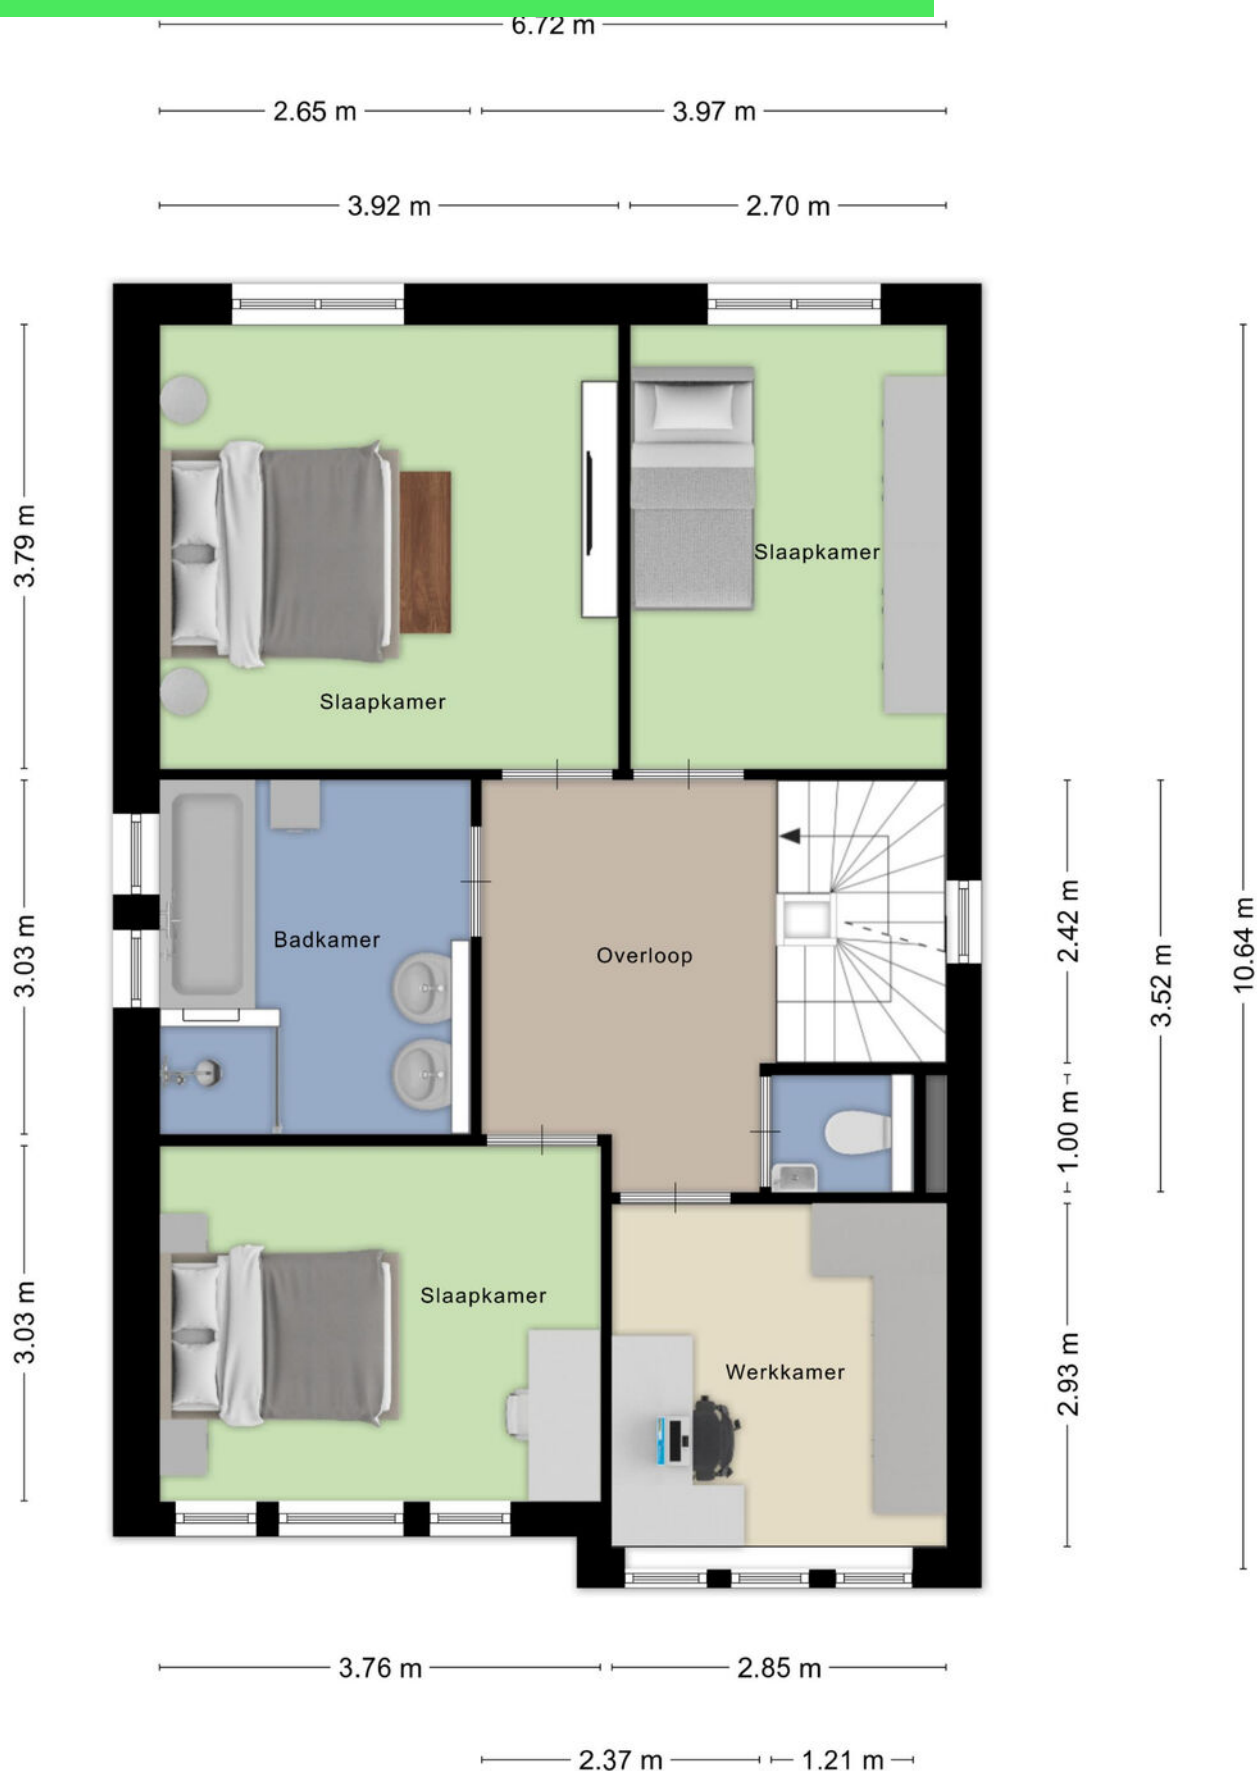 6.72 m
2.65 m
3.97 m
3.92 m
2.70 m
3.79 m
Slaapkamer
Slaapkamer
3.03 m
Badkamer
Overloop
2.42 m
3.52 m
10.64 m
1.00 m
3.03 m
Slaapkamer
Werkkamer
2.93 m
3.76 m
2.85 m
2.37 m
1.21 m